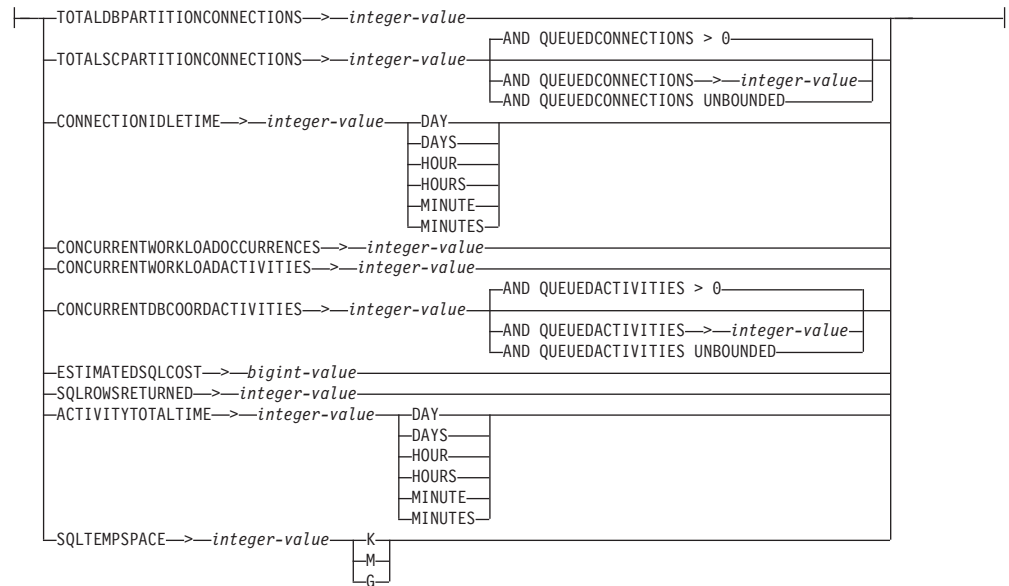 TOTALDBPARTITIONCONNECTIONS > integer-value
AND QUEUEDCONNECTIONS > 0
TOTALSCPARTITIONCONNECTIONS > integer-value
AND QUEUEDCONNECTIONS > integer-value
AND QUEUEDCONNECTIONS UNBOUNDED
CONNECTIONIDLETIME > integer-value DAY
DAYS
HOUR
HOURS
MINUTE
MINUTES
CONCURRENTWORKLOADOCCURRENCES > integer-value
CONCURRENTWORKLOADACTIVITIES > integer-value
AND QUEUEDACTIVITIES > 0
CONCURRENTDBCOORDACTIVITIES > integer-value
AND QUEUEDACTIVITIES > integer-value
AND QUEUEDACTIVITIES UNBOUNDED
ESTIMATEDSQLCOST > bigint-value
SQLROWSRETURNED > integer-value
ACTIVITYTOTALTIME > integer-value DAY
DAYS
HOUR
HOURS
MINUTE
MINUTES
SQLTEMPSPACE > integer-value K
M
G